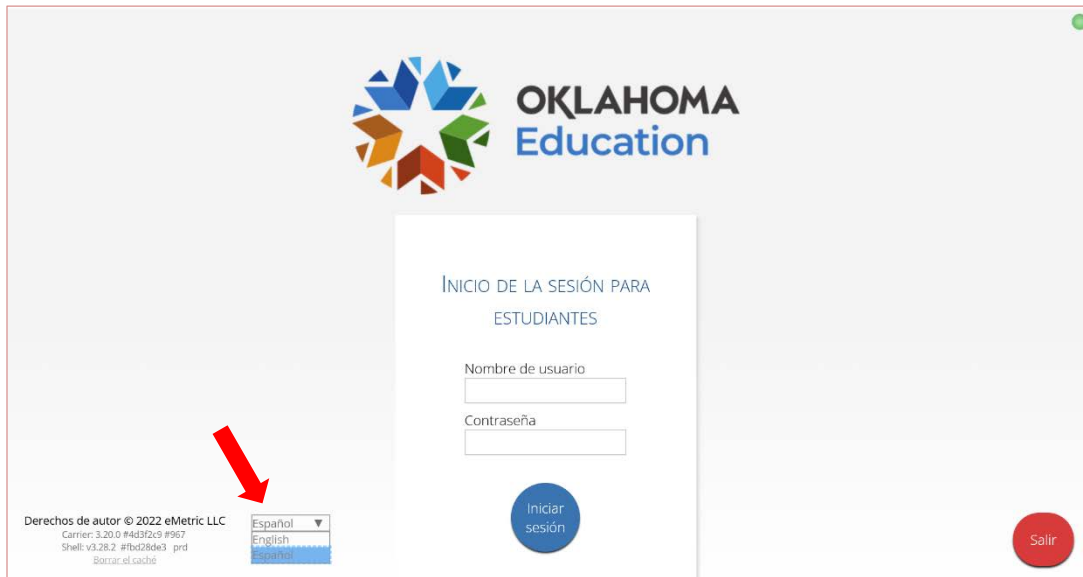 OKLAHOMA
Education
INICIO DE LA SESIÓN PARA
ESTUDIANTES
Nombre de usuario
Contraseña
Iniciar
sesión
Derechos de autor © 2022 eMetric LLC
Carrier: 3.20.0 #4d3f2c9 #967
Shell: v3.28.2 #fbd28de3 prd
Borrar el caché
Español ▼
English
Español
Salir